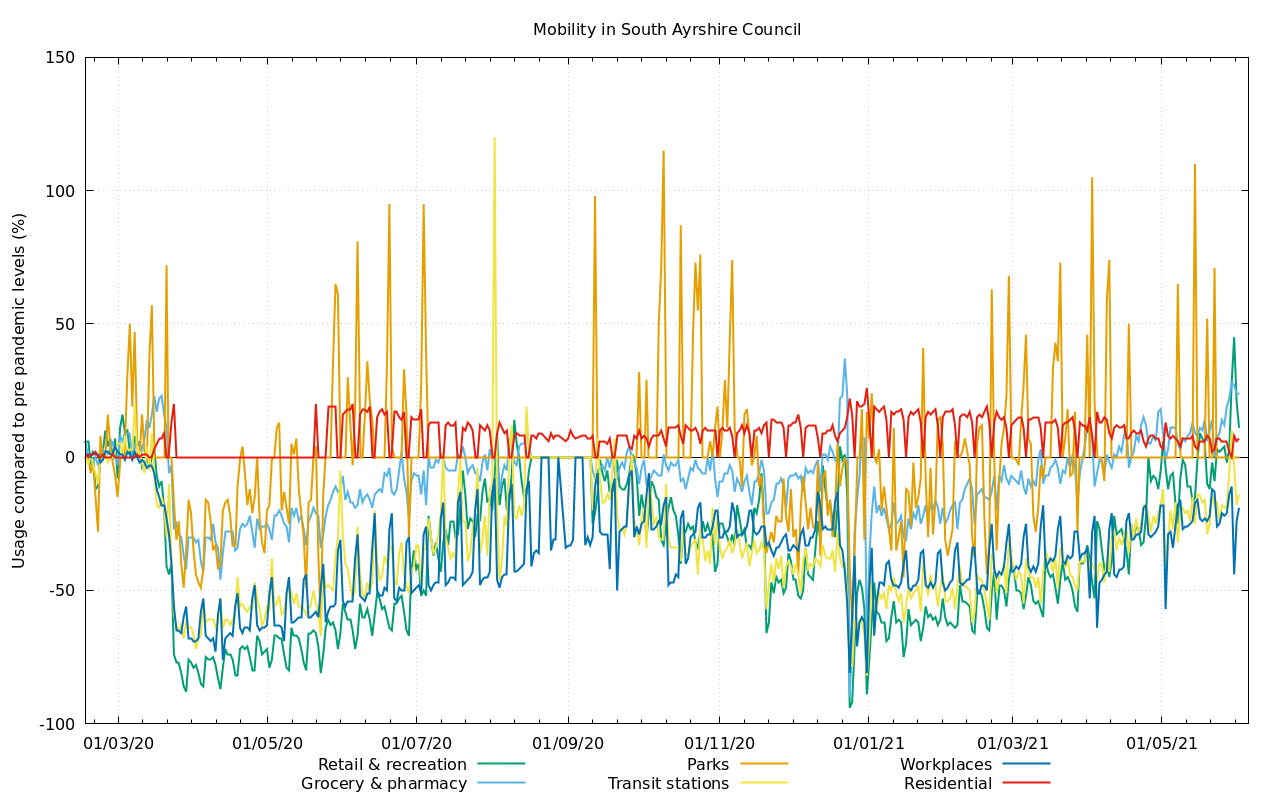 Mobility in South Ayrshire Council
Usage compared to pre pandemic levels (%)
150
100
50
0
-50
-100
01/03/20 01/05/20 01/07/20 01/09/20 01/11/20 01/01/21 01/03/21 01/05/21
Retail & recreation Parks Workplaces
Grocery & pharmacy Transit stations Residential